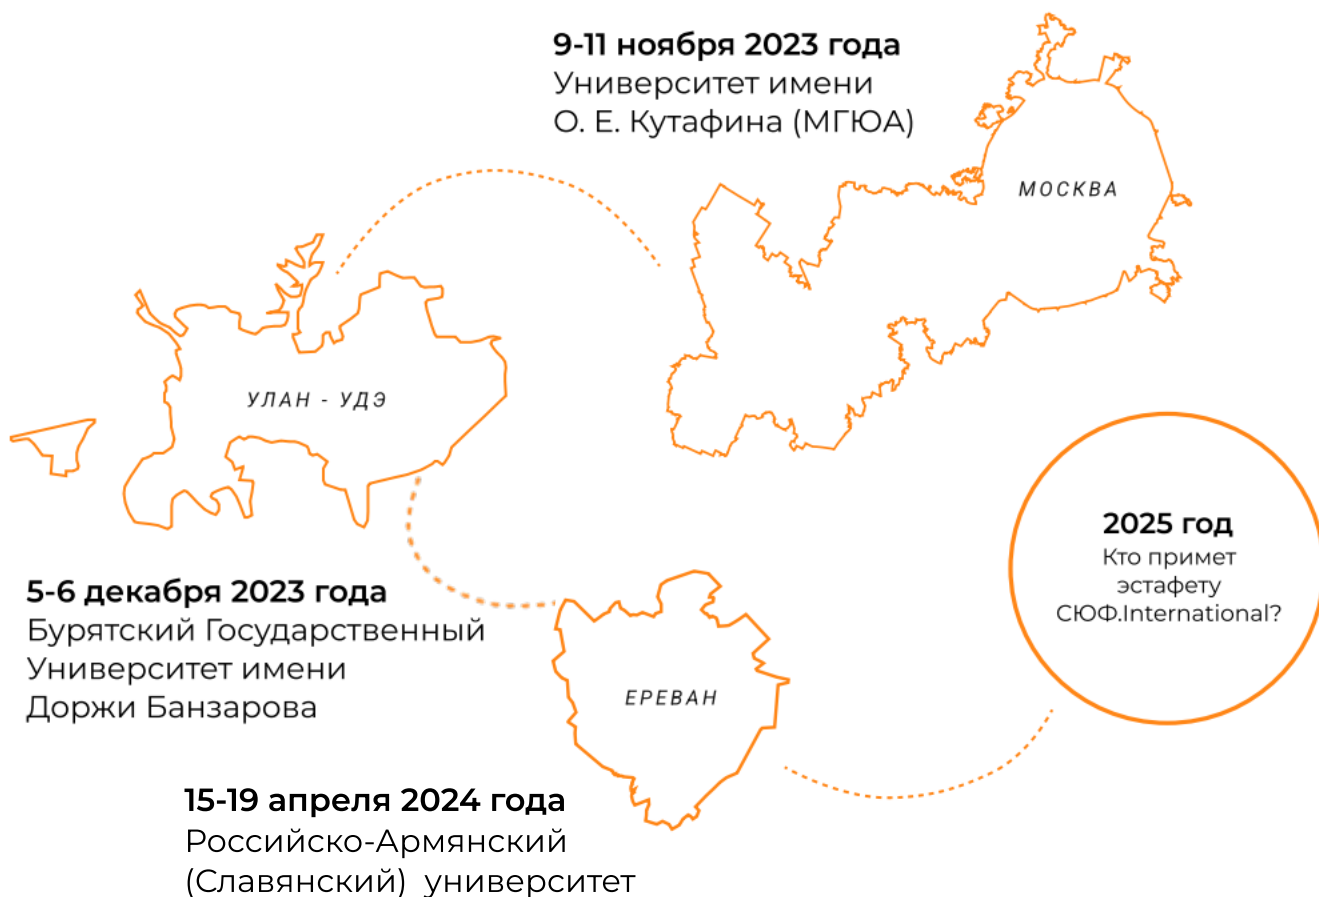 9-11 ноября 2023 года
Университет имени
О. Е. Кутафина (МГЮА)
МОСКВА
УЛАН - УДЭ
5-6 декабря 2023 года
Бурятский Государственный
Университет имени
Доржи Банзарова
ЕРЕВАН
15-19 апреля 2024 года
Российско-Армянский
(Славянский) университет
2025 год
Кто примет
эстафету
СЮФ.International?